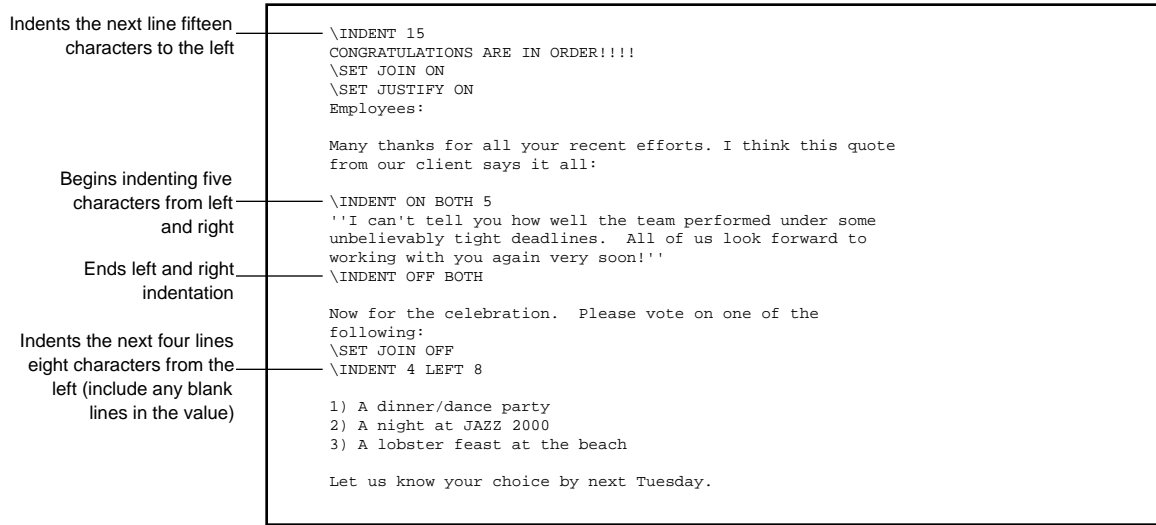 Indents the next line fifteen
characters to the left
\INDENT 15
CONGRATULATIONS ARE IN ORDER!!!!
\SET JOIN ON
\SET JUSTIFY ON
Employees:
Many thanks for all your recent efforts. I think this quote
from our client says it all:
Begins indenting five
characters from left
and right
\INDENT ON BOTH 5
''I can't tell you how well the team performed under some
unbelievably tight deadlines.  All of us look forward to
working with you again very soon!''
Ends left and right
indentation
\INDENT OFF BOTH
Now for the celebration.  Please vote on one of the
following:
\SET JOIN OFF
Indents the next four lines
eight characters from the
left (include any blank
lines in the value)
\INDENT 4 LEFT 8
1) A dinner/dance party
2) A night at JAZZ 2000
3) A lobster feast at the beach
Let us know your choice by next Tuesday.